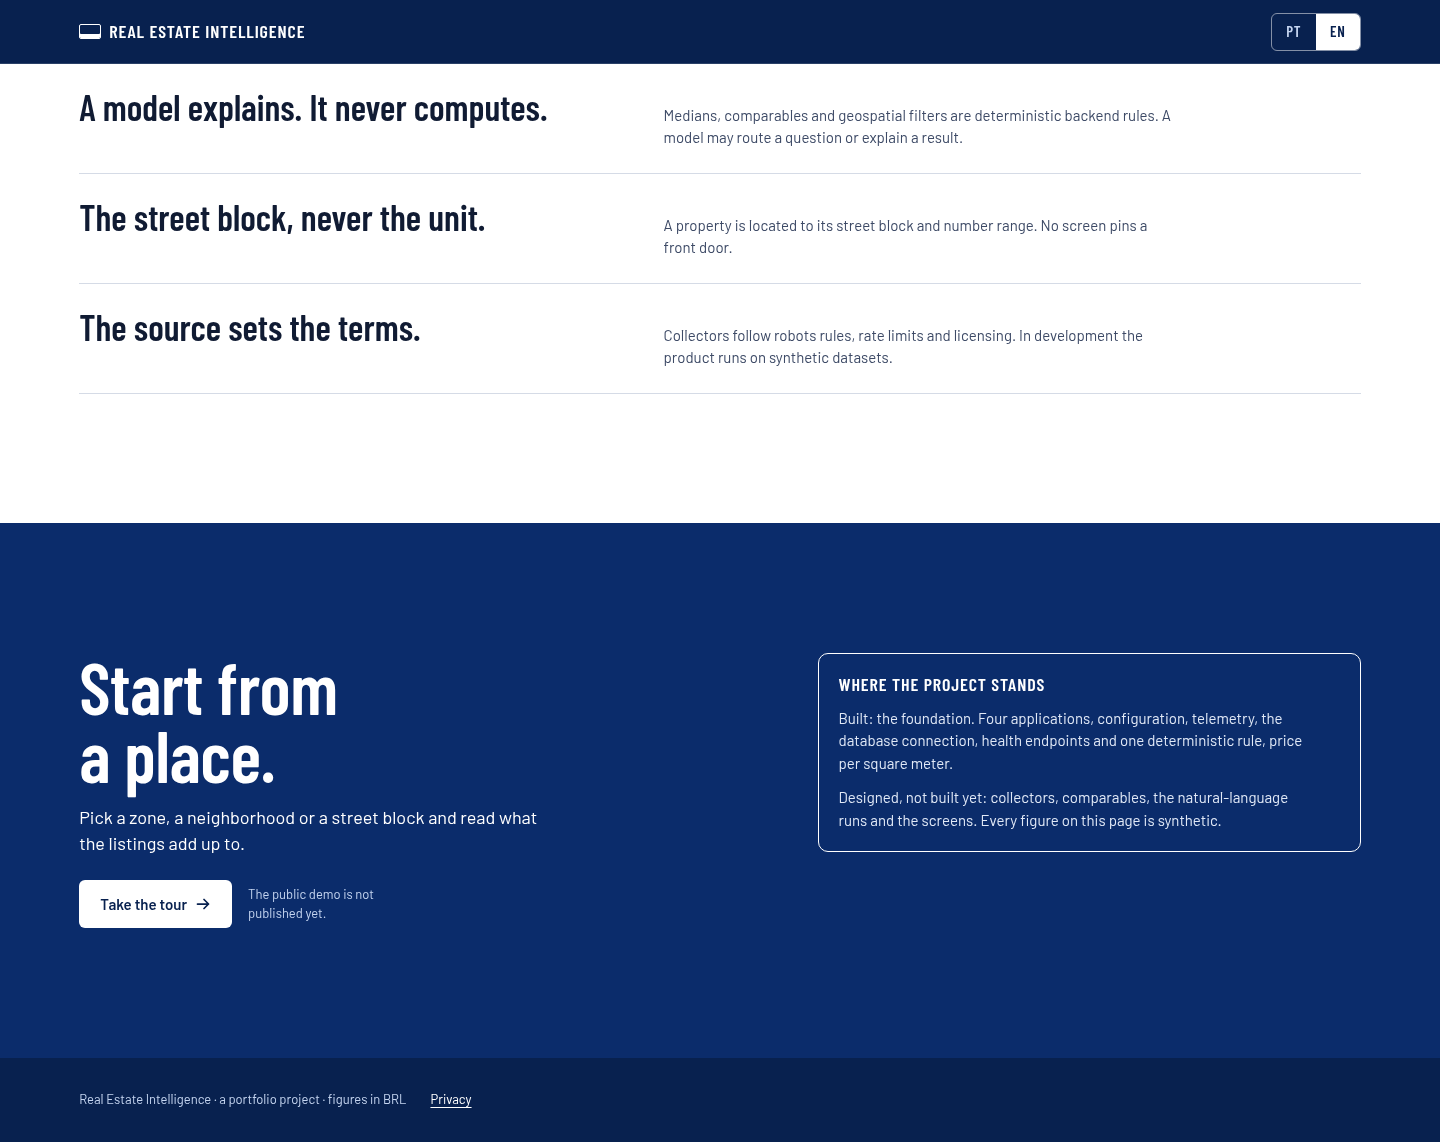 REAL ESTATE INTELLIGENCE
PT
EN
A model explains. It never computes.
Medians, comparables and geospatial filters are deterministic backend rules. A
model may route a question or explain a result.
The street block, never the unit.
A property is located to its street block and number range. No screen pins a
front door.
The source sets the terms.
Collectors follow robots rules, rate limits and licensing. In development the
product runs on synthetic datasets.
Start from
a place.
Pick a zone, a neighborhood or a street block and read what
the listings add up to.
Take the tour →
The public demo is not
published yet.
WHERE THE PROJECT STANDS
Built: the foundation. Four applications, configuration, telemetry, the
database connection, health endpoints and one deterministic rule, price
per square meter.
Designed, not built yet: collectors, comparables, the natural-language
runs and the screens. Every figure on this page is synthetic.
Real Estate Intelligence · a portfolio project · figures in BRL
Privacy